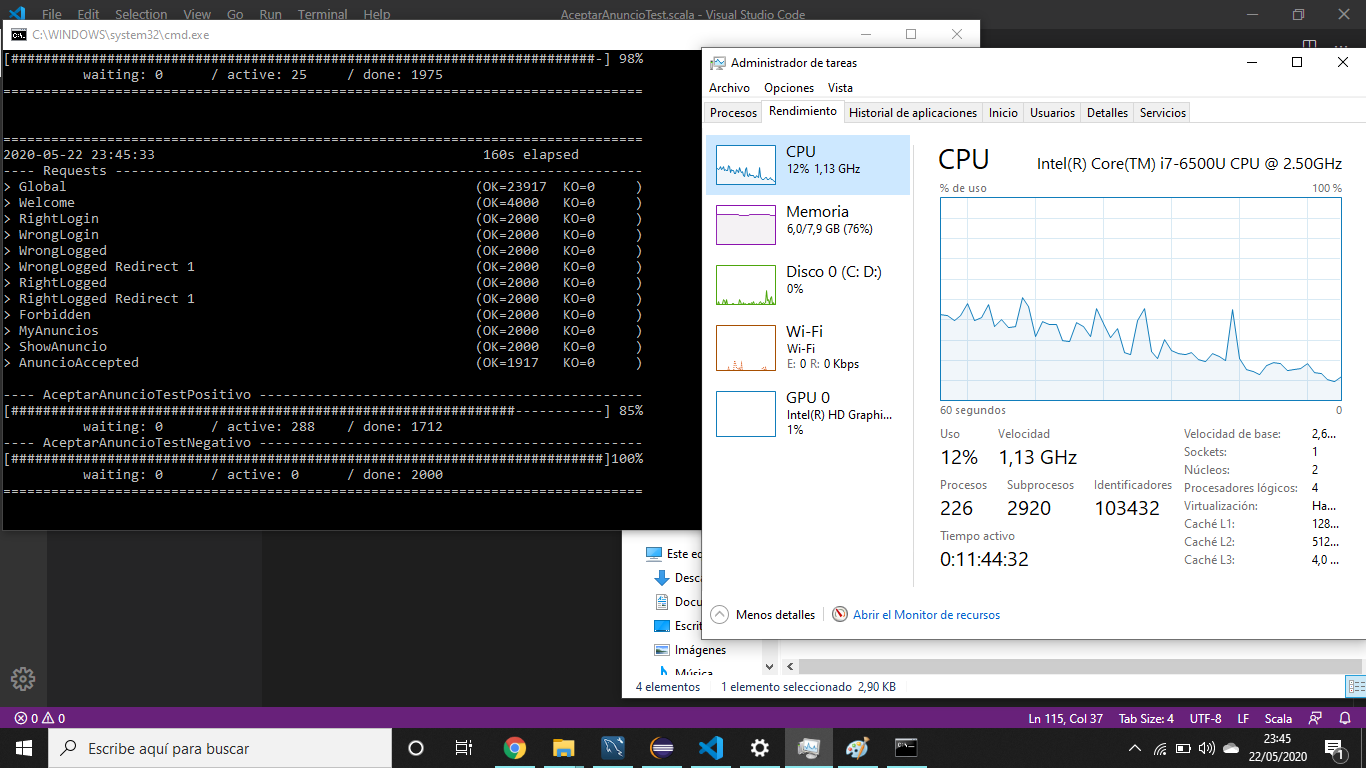 File Edit Selection View Go Run Terminal Help
AceptarAnuncioTest.scala - Visual Studio Code
C:\WINDOWS\system32\cmd.exe
[##########################################################################-] 98%
waiting: 0 / active: 25 / done: 1975
================================================================================
================================================================================
2020-05-22 23:45:33 160s elapsed
---- Requests ------------------------------------------------------------------
> Global (OK=23917 KO=0 )
> Welcome (OK=4000 KO=0 )
> RightLogin (OK=2000 KO=0 )
> WrongLogin (OK=2000 KO=0 )
> WrongLogged (OK=2000 KO=0 )
> WrongLogged Redirect 1 (OK=2000 KO=0 )
> RightLogged (OK=2000 KO=0 )
> RightLogged Redirect 1 (OK=2000 KO=0 )
> Forbidden (OK=2000 KO=0 )
> MyAnuncios (OK=2000 KO=0 )
> ShowAnuncio (OK=2000 KO=0 )
> AnuncioAccepted (OK=1917 KO=0 )
---- AceptarAnuncioTestPositivo ------------------------------------------------
[###############################################################-----------] 85%
waiting: 0 / active: 288 / done: 1712
---- AceptarAnuncioTestNegativo ------------------------------------------------
[##########################################################################]100%
waiting: 0 / active: 0 / done: 2000
================================================================================
Administrador de tareas
Archivo Opciones Vista
Procesos Rendimiento Historial de aplicaciones Inicio Usuarios Detalles Servicios
CPU
12% 1,13 GHz
Memoria
6,0/7,9 GB (76%)
Disco 0 (C: D:)
0%
Wi-Fi
Wi-Fi
E: 0 R: 0 Kbps
GPU 0
Intel(R) HD Graphi...
1%
CPU Intel(R) Core(TM) i7-6500U CPU @ 2.50GHz
% de uso 100 %
60 segundos 0
Uso Velocidad
12% 1,13 GHz
Procesos Subprocesos Identificadores
226 2920 103432
Tiempo activo
0:11:44:32
Velocidad de base: 2,6...
Sockets: 1
Núcleos: 2
Procesadores lógicos: 4
Virtualización: Ha...
Caché L1: 128...
Caché L2: 512...
Caché L3: 4,0 ...
Menos detalles Abrir el Monitor de recursos
Este e
Desc
Docu
Escri
Imágenes
Música
4 elementos 1 elemento seleccionado 2,90 KB
0 0
Ln 115, Col 37 Tab Size: 4 UTF-8 LF Scala
Escribe aquí para buscar
23:45
22/05/2020
1